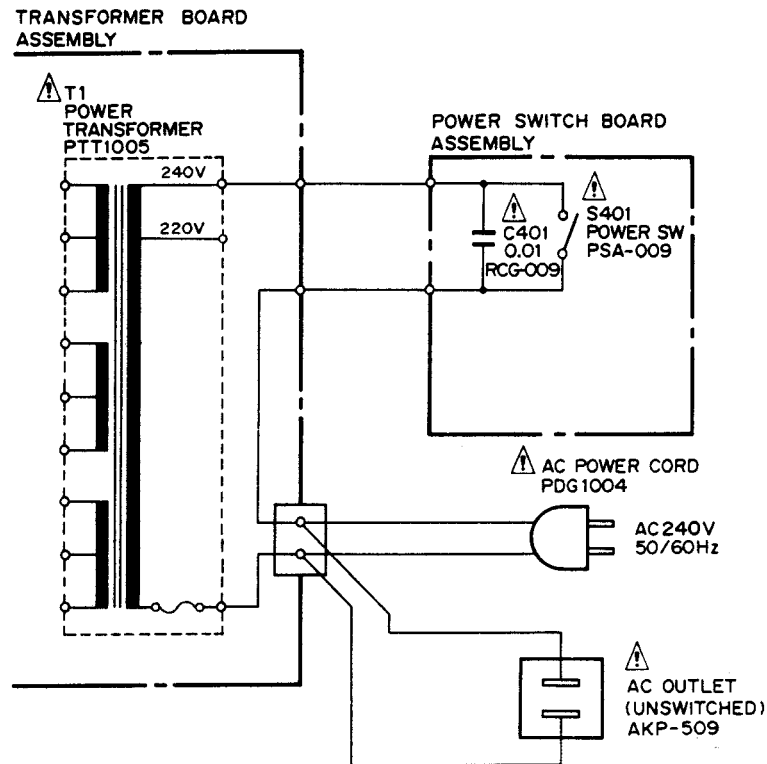 TRANSFORMER BOARD
ASSEMBLY
T1
POWER
TRANSFORMER
PTT1005
240V
220V
POWER SWITCH BOARD
ASSEMBLY
C401
0.01
RCG-009
S401
POWER SW
PSA-009
AC POWER CORD
PDG1004
AC240V
50/60Hz
AC OUTLET
(UNSWITCHED)
AKP-509